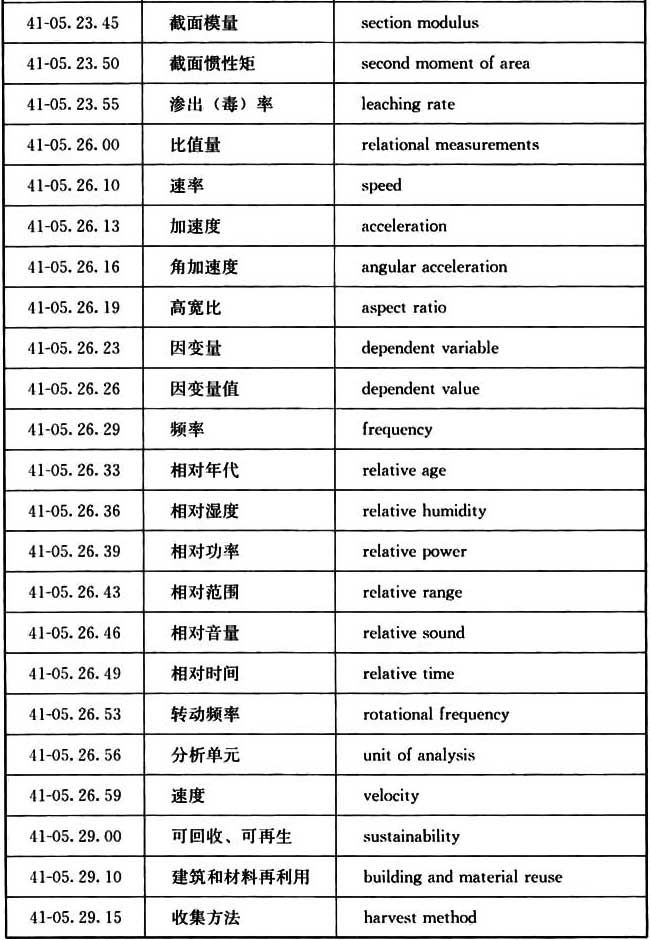 41-05.23.45 截面模量 section modulus
41-05.23.50 截面惯性矩 second moment of area
41-05.23.55 渗出（毒）率 leaching rate
41-05.26.00 比值量 relational measurements
41-05.26.10 速率 speed
41-05.26.13 加速度 acceleration
41-05.26.16 角加速度 angular acceleration
41-05.26.19 高宽比 aspect ratio
41-05.26.23 因变量 dependent variable
41-05.26.26 因变量值 dependent value
41-05.26.29 频率 frequency
41-05.26.33 相对年代 relative age
41-05.26.36 相对湿度 relative humidity
41-05.26.39 相对功率 relative power
41-05.26.43 相对范围 relative range
41-05.26.46 相对音量 relative sound
41-05.26.49 相对时间 relative time
41-05.26.53 转动频率 rotational frequency
41-05.26.56 分析单元 unit of analysis
41-05.26.59 速度 velocity
41-05.29.00 可回收、可再生 sustainability
41-05.29.10 建筑和材料再利用 building and material reuse
41-05.29.15 收集方法 harvest method